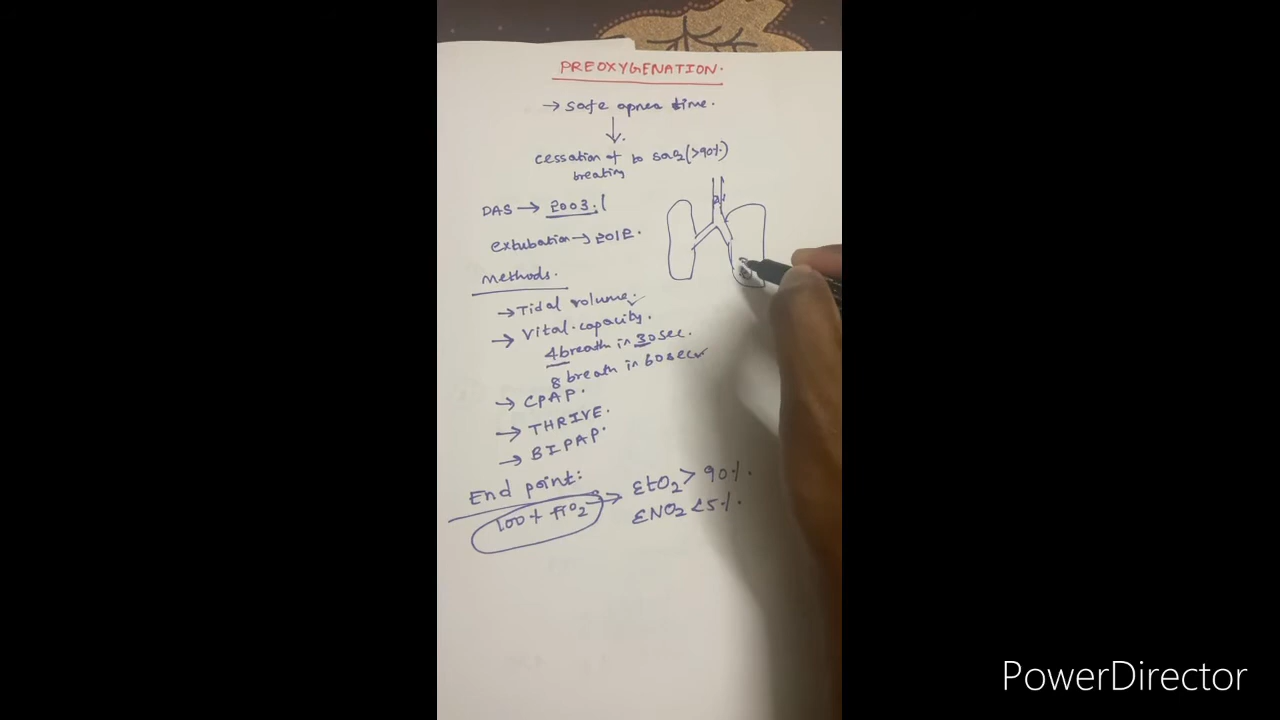 PREOXYGENATION.
→ safe apnea time.
cessation of to SaO2 (>90%)
breating
DAS → 2003.
extubation → 2012.
methods.
→ Tidal volume.
→ Vital capacity.
4 breath in 30 sec.
8 breath in 60 sec
→ CPAP.
→ THRIVE.
→ BIPAP.
End point:
100% FiO2 → EtO2 > 90%.
ENO2 < 5%.
PowerDirector